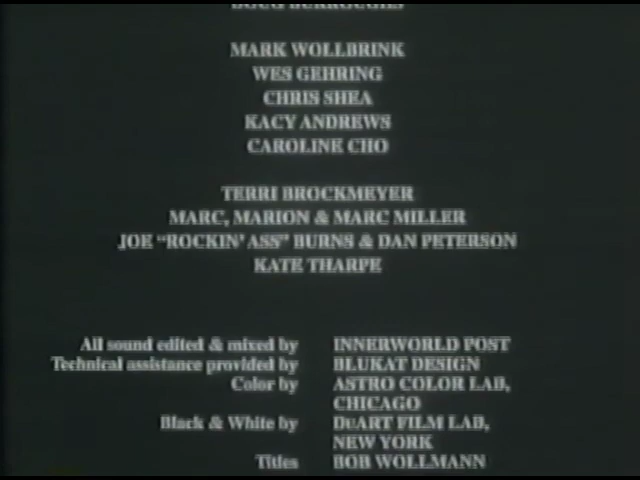 MARK WOLLBRINK
WES GEHRING
CHRIS SHEA
KACY ANDREWS
CAROLINE CHO
TERRI BROCKMEYER
MARC, MARION & MARC MILLER
JOE “ROCKIN’ ASS” BURNS & DAN PETERSON
KATE THARPE
All sound edited & mixed by INNERWORLD POST
Technical assistance provided by BLUKAT DESIGN
Color by ASTRO COLOR LAB,
CHICAGO
Black & White by DuART FILM LAB,
NEW YORK
Titles BOB WOLLMANN